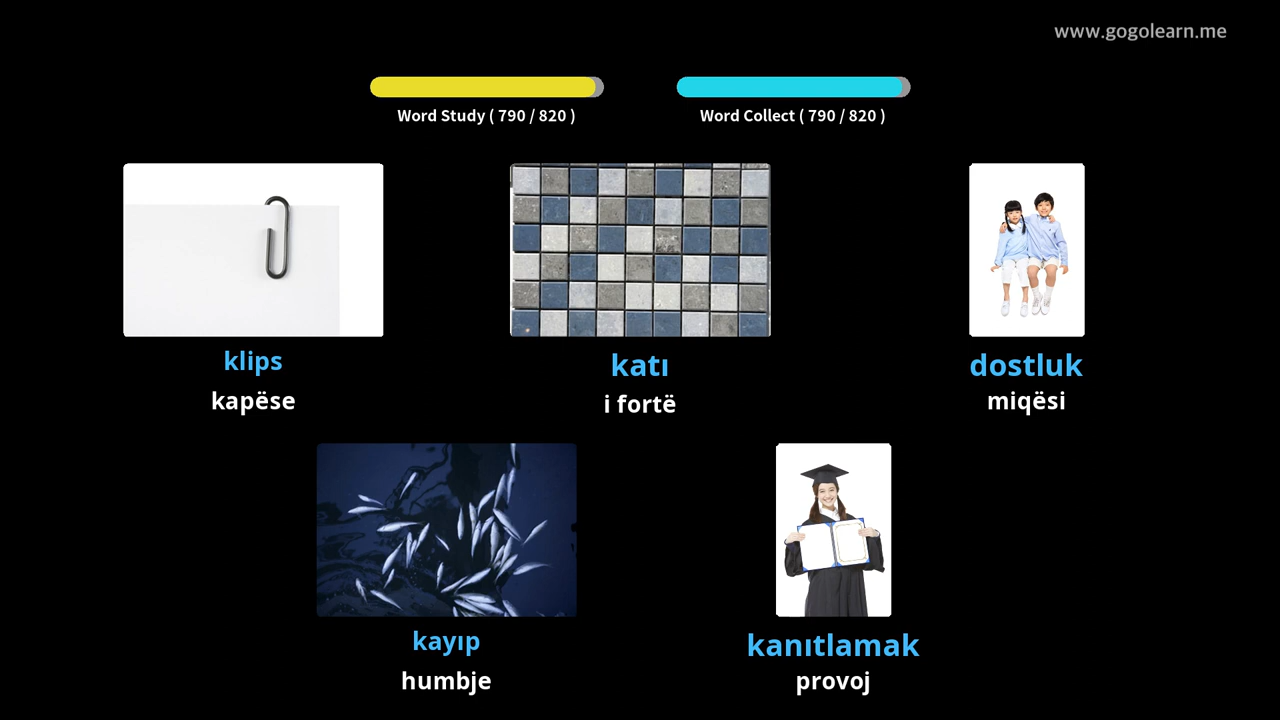 www.gogolearn.me
Word Study ( 790 / 820 )
Word Collect ( 790 / 820 )
klips
kapëse
katı
i fortë
dostluk
miqësi
kayıp
humbje
kanıtlamak
provoj